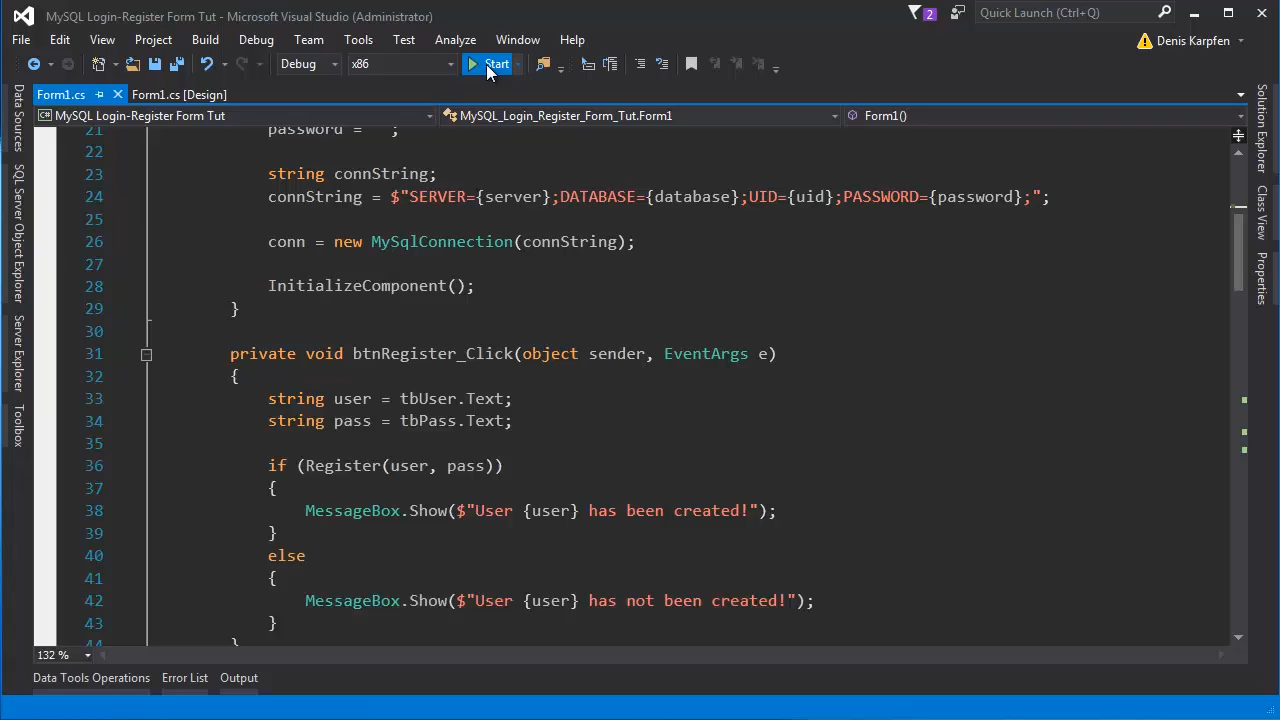 MySQL Login-Register Form Tut - Microsoft Visual Studio (Administrator)
2
Quick Launch (Ctrl+Q)
File Edit View Project Build Debug Team Tools Test Analyze Window Help
Denis Karpfen
Debug x86 Start
Form1.cs Form1.cs [Design]
C# MySQL Login-Register Form Tut MySQL_Login_Register_Form_Tut.Form1 Form1()
Data Sources
SQL Server Object Explorer
Server Explorer
Toolbox
21 password = ;
22
23 string connString;
24 connString = $"SERVER={server};DATABASE={database};UID={uid};PASSWORD={password};";
25
26 conn = new MySqlConnection(connString);
27
28 InitializeComponent();
29 }
30
31 private void btnRegister_Click(object sender, EventArgs e)
32 {
33 string user = tbUser.Text;
34 string pass = tbPass.Text;
35
36 if (Register(user, pass))
37 {
38 MessageBox.Show($"User {user} has been created!");
39 }
40 else
41 {
42 MessageBox.Show($"User {user} has not been created!");
43 }
44 }
Solution Explorer
Class View
Properties
132 %
Data Tools Operations Error List Output